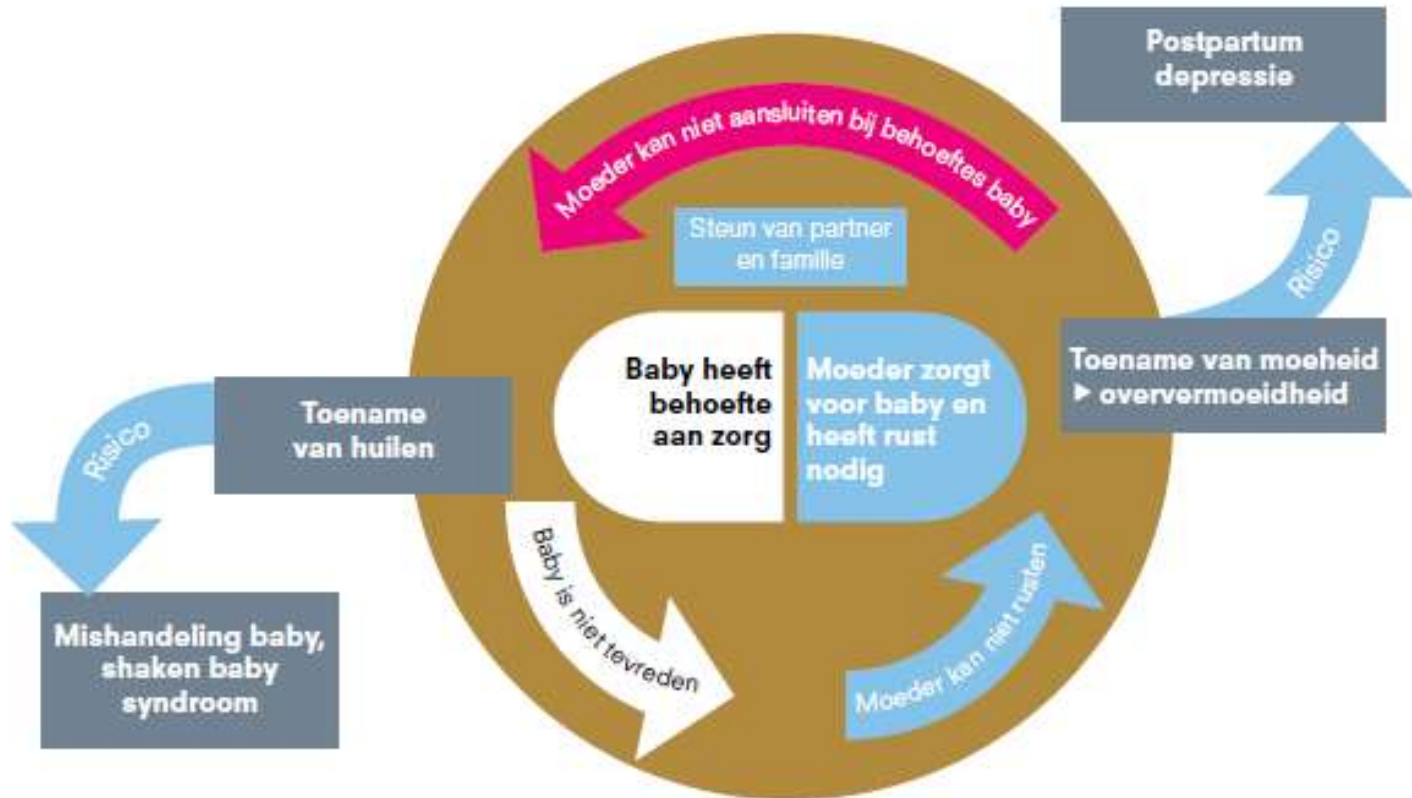 Postpartum
depressie
Risico
Moeder kan niet aansluiten bij behoeftes baby
Steun van partner
en familie
Toename van moeheid
▶ oververmoeidheid
Baby heeft
behoefte
aan zorg
Moeder zorgt
voor baby en
heeft rust
nodig
Toename
van huilen
Risico
Baby is niet tevreden
Moeder kan niet rusten
Mishandeling baby,
shaken baby
syndroom